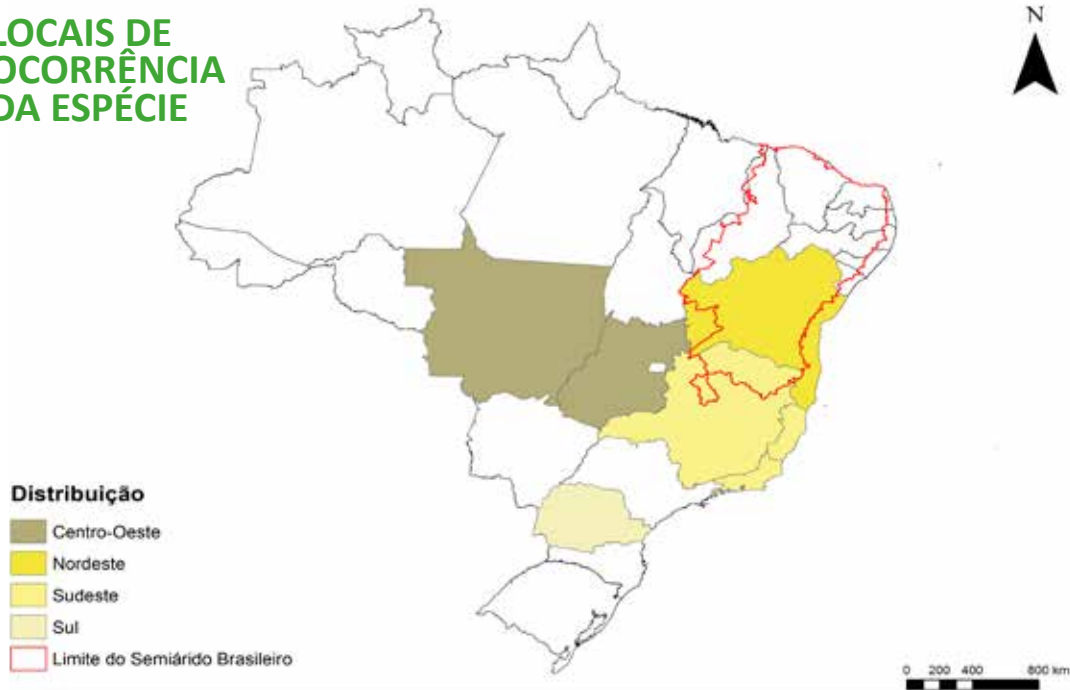 LOCAIS DE
OCORRÊNCIA
DA ESPÉCIE
N
Distribuição
Centro-Oeste
Nordeste
Sudeste
Sul
Limite do Semiárido Brasileiro
0 200 400 800 km